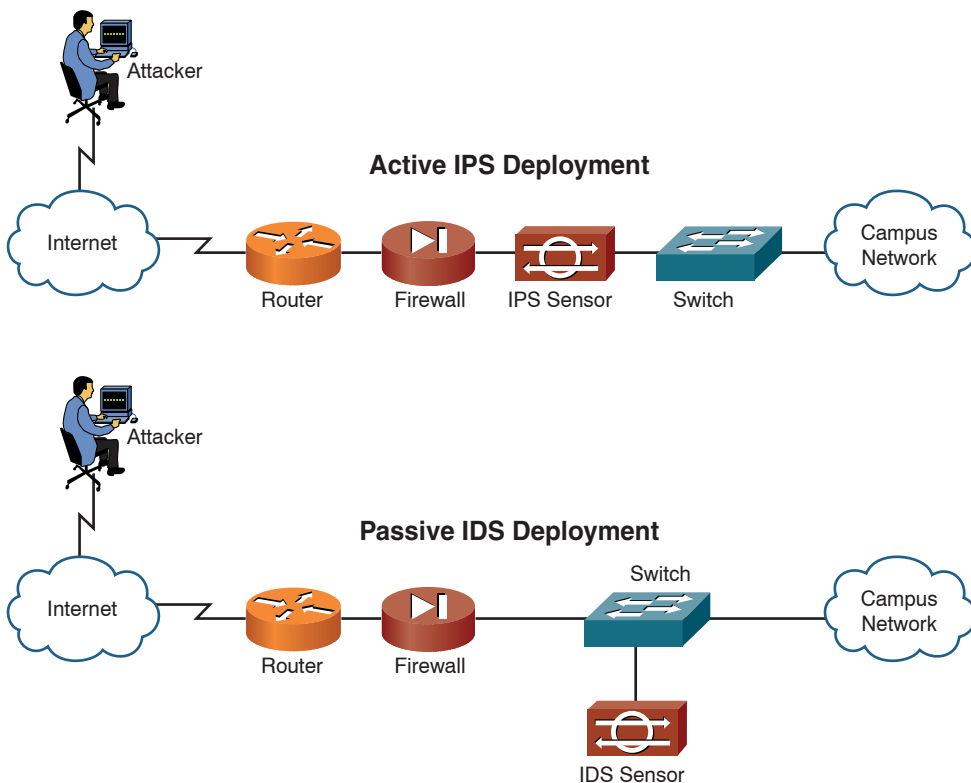 Attacker
Active IPS Deployment
Internet
Campus
Network
Router
Firewall
IPS Sensor
Switch
Attacker
Passive IDS Deployment
Switch
Internet
Campus
Network
Router
Firewall
IDS Sensor